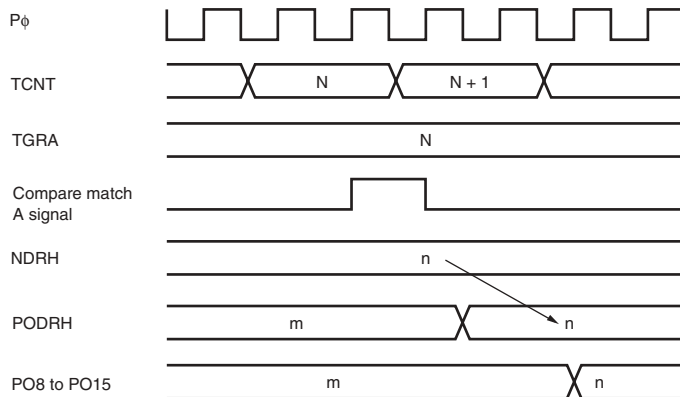 Pϕ
TCNT
N
N + 1
TGRA
N
Compare match
A signal
NDRH
n
PODRH
m
n
PO8 to PO15
m
n